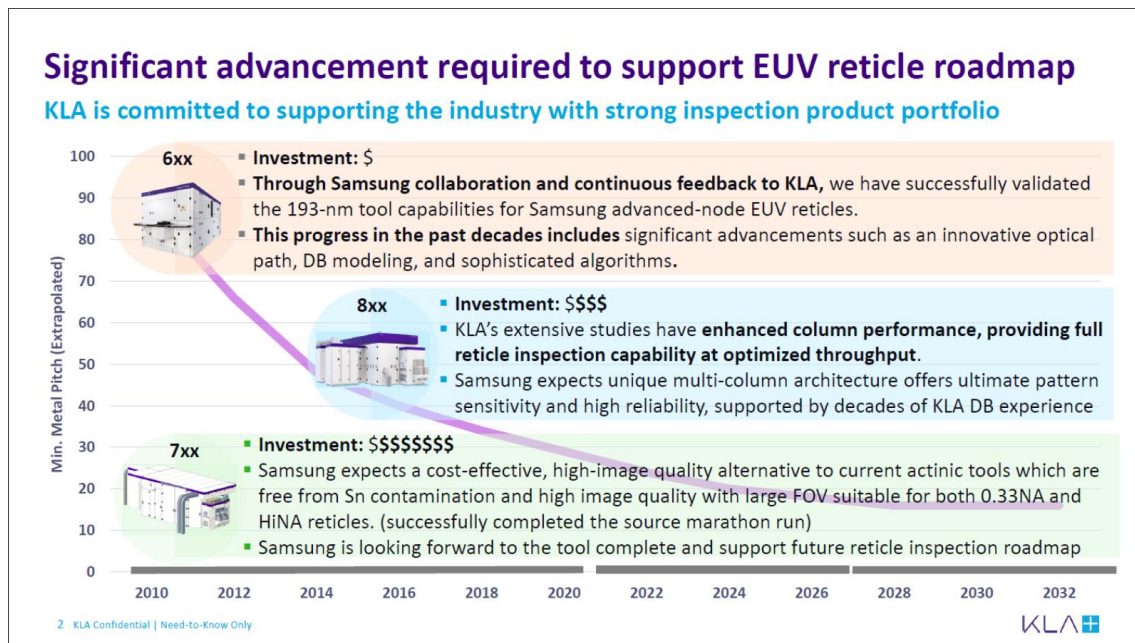 Significant advancement required to support EUV reticle roadmap
KLA is committed to supporting the industry with strong inspection product portfolio
Min. Metal Pitch (Extrapolated)
100
90
80
70
60
50
40
30
20
10
0
6xx
▪ Investment: $
▪ Through Samsung collaboration and continuous feedback to KLA, we have successfully validated
the 193-nm tool capabilities for Samsung advanced-node EUV reticles.
▪ This progress in the past decades includes significant advancements such as an innovative optical
path, DB modeling, and sophisticated algorithms.
8xx
▪ Investment: $$$$
▪ KLA’s extensive studies have enhanced column performance, providing full
reticle inspection capability at optimized throughput.
▪ Samsung expects unique multi-column architecture offers ultimate pattern
sensitivity and high reliability, supported by decades of KLA DB experience
7xx
▪ Investment: $$$$$$$$
▪ Samsung expects a cost-effective, high-image quality alternative to current actinic tools which are
free from Sn contamination and high image quality with large FOV suitable for both 0.33NA and
HiNA reticles. (successfully completed the source marathon run)
▪ Samsung is looking forward to the tool complete and support future reticle inspection roadmap
2010 2012 2014 2016 2018 2020 2022 2024 2026 2028 2030 2032
2 KLA Confidential | Need-to-Know Only
KLA+